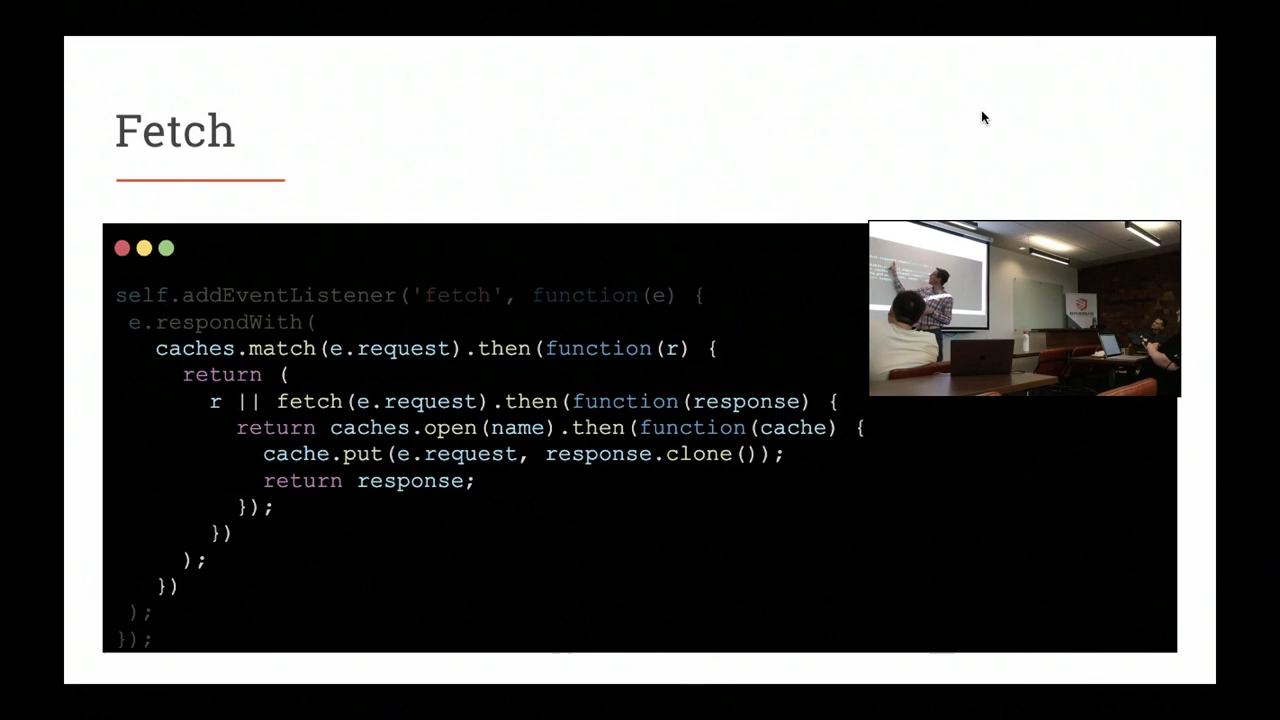 Fetch
self.addEventListener('fetch', function(e) {
e.respondWith(
caches.match(e.request).then(function(r) {
return (
r || fetch(e.request).then(function(response) {
return caches.open(name).then(function(cache) {
cache.put(e.request, response.clone());
return response;
});
})
);
})
);
});